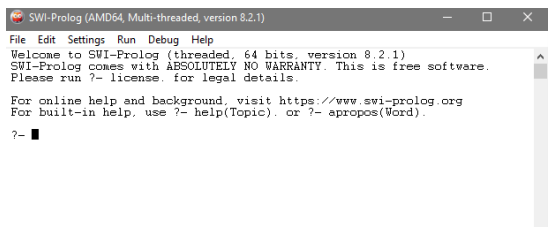 SWI-Prolog (AMD64, Multi-threaded, version 8.2.1)
File Edit Settings Run Debug Help
Welcome to SWI-Prolog (threaded, 64 bits, version 8.2.1)
SWI-Prolog comes with ABSOLUTELY NO WARRANTY. This is free software.
Please run ?- license. for legal details.
For online help and background, visit https://www.swi-prolog.org
For built-in help, use ?- help(Topic). or ?- apropos(Word).
?-